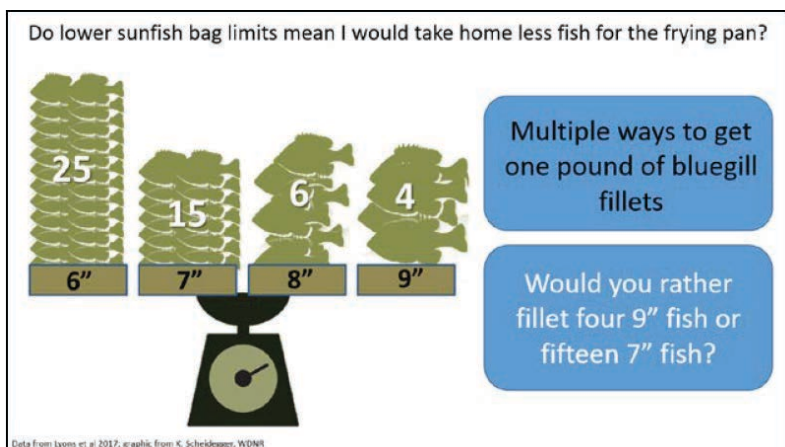 Do lower sunfish bag limits mean I would take home less fish for the frying pan?
25
15
6
4
6”
7”
8”
9”
Multiple ways to get
one pound of bluegill
fillets
Would you rather
fillet four 9” fish or
fifteen 7” fish?
Data from Lyons et al 2017, graphic from K. Scheidegger, WDNR